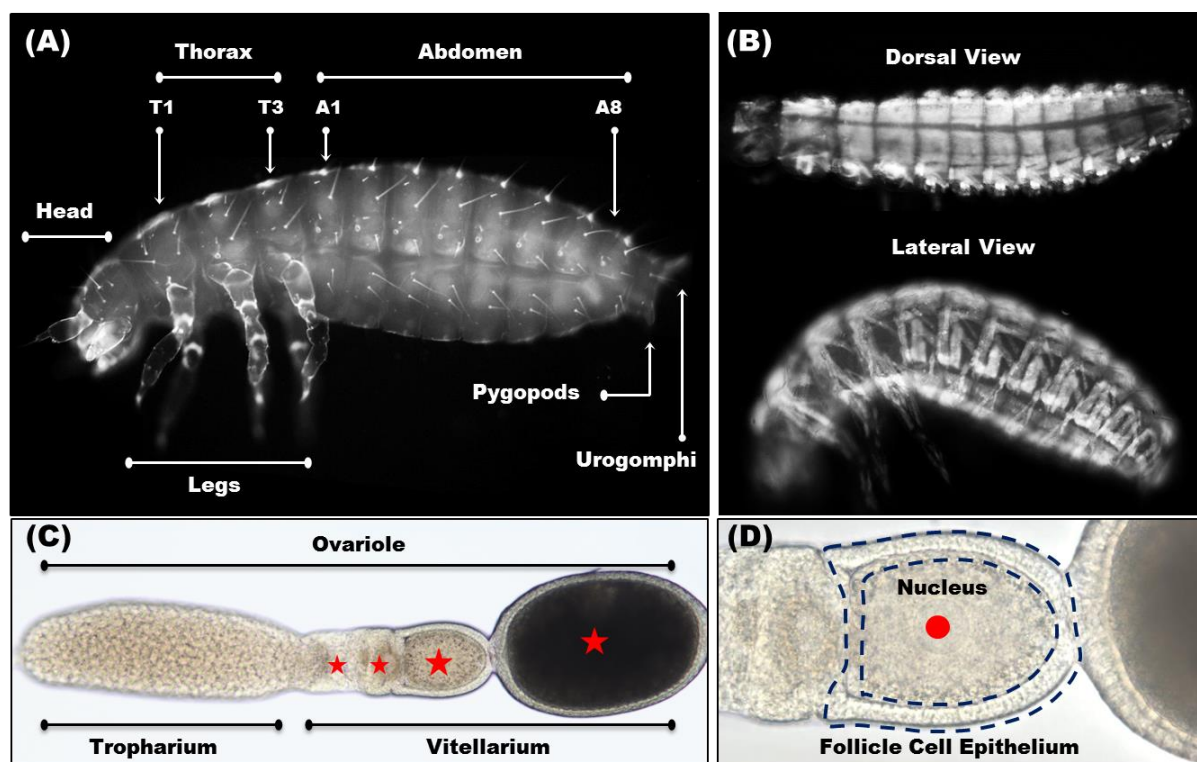 (A)
Thorax
Abdomen
T1
T3
A1
A8
Head
Pygopods
Urogomphi
Legs
(B)
Dorsal View
Lateral View
(C)
Ovariole
Tropharium
Vitellarium
(D)
Nucleus
Follicle Cell Epithelium